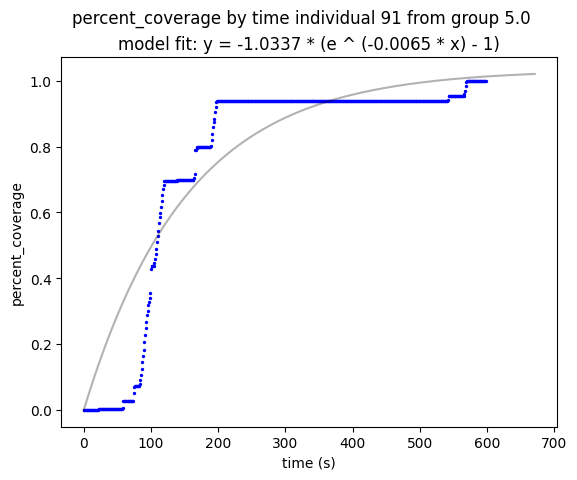 percent_coverage by time individual 91 from group 5.0
model fit: y = -1.0337 * (e ^ (-0.0065 * x) - 1)
1.0
0.8
0.6
0.4
0.2
0.0
percent_coverage
0 100 200 300 400 500 600 700
time (s)